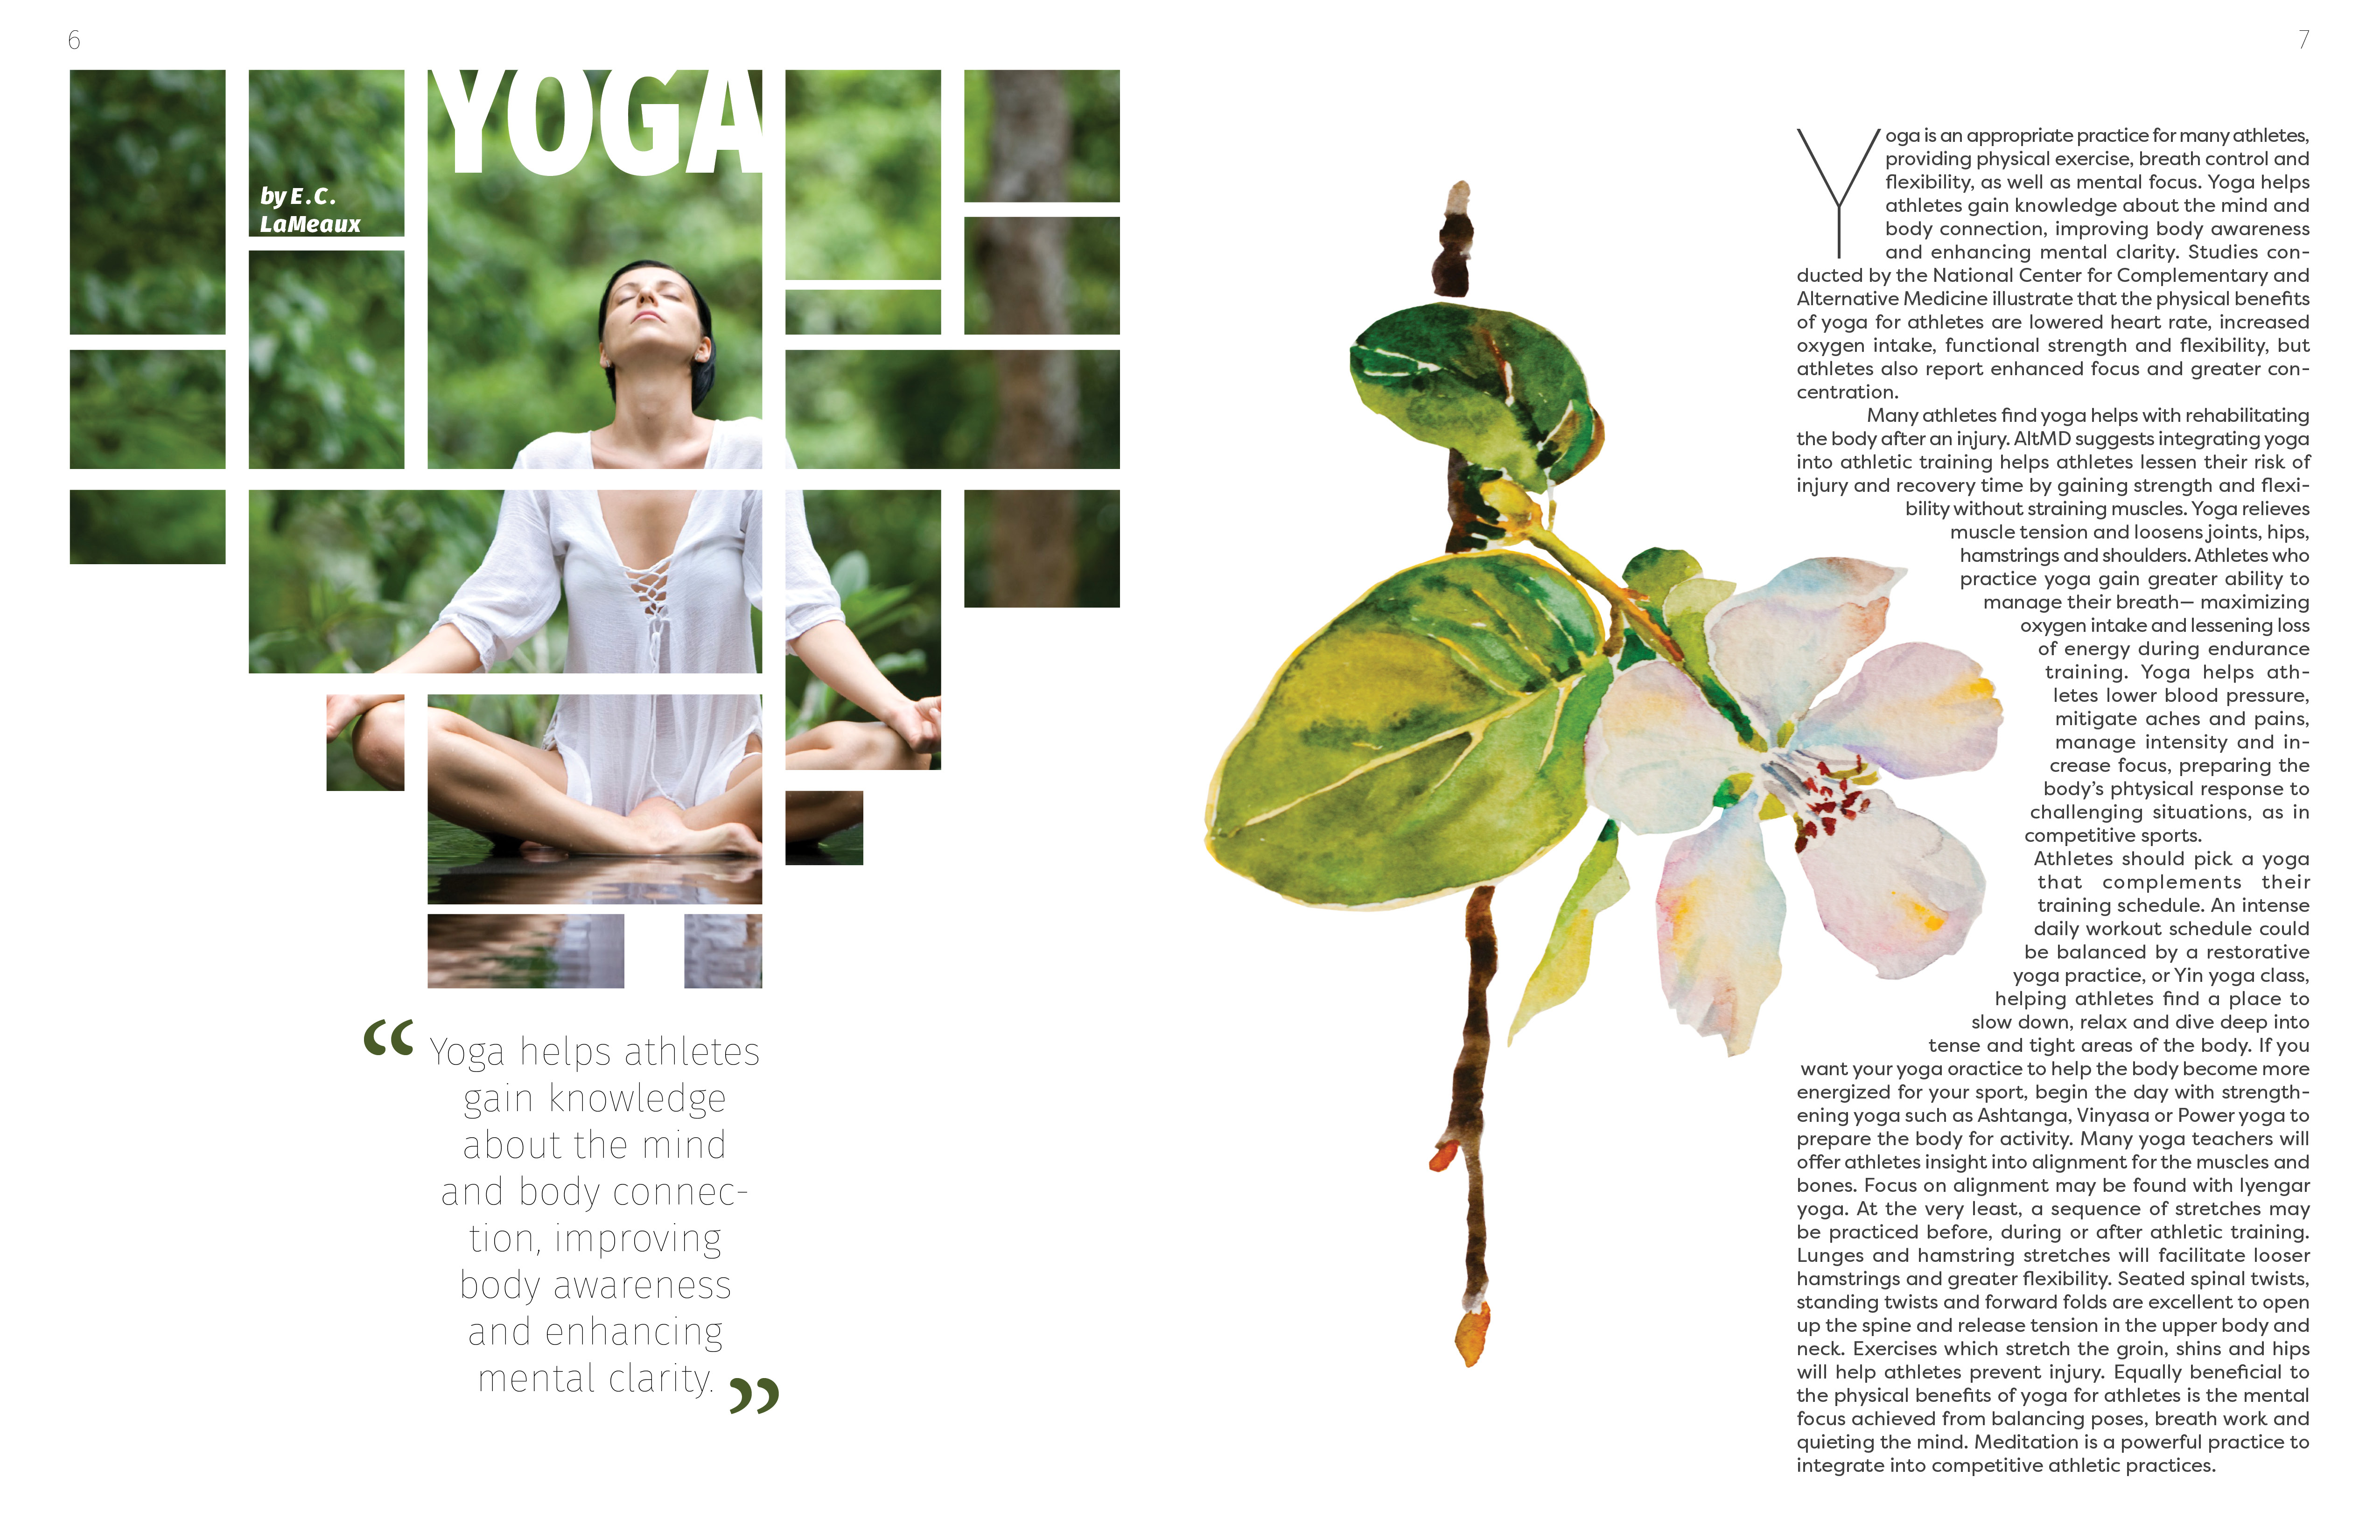 6
YOGA
by E.C.
LaMeaux
“ Yoga helps athletes
gain knowledge
about the mind
and body connec-
tion, improving
body awareness
and enhancing
mental clarity. ”
7
Yoga is an appropriate practice for many athletes,
providing physical exercise, breath control and
flexibility, as well as mental focus. Yoga helps
athletes gain knowledge about the mind and
body connection, improving body awareness
and enhancing mental clarity. Studies con-
ducted by the National Center for Complementary and
Alternative Medicine illustrate that the physical benefits
of yoga for athletes are lowered heart rate, increased
oxygen intake, functional strength and flexibility, but
athletes also report enhanced focus and greater con-
centration.
Many athletes find yoga helps with rehabilitating
the body after an injury. AltMD suggests integrating yoga
into athletic training helps athletes lessen their risk of
injury and recovery time by gaining strength and flexi-
bility without straining muscles. Yoga relieves
muscle tension and loosens joints, hips,
hamstrings and shoulders. Athletes who
practice yoga gain greater ability to
manage their breath— maximizing
oxygen intake and lessening loss
of energy during endurance
training. Yoga helps ath-
letes lower blood pressure,
mitigate aches and pains,
manage intensity and in-
crease focus, preparing the
body’s phtysical response to
challenging situations, as in
competitive sports.
Athletes should pick a yoga
that complements their
training schedule. An intense
daily workout schedule could
be balanced by a restorative
yoga practice, or Yin yoga class,
helping athletes find a place to
slow down, relax and dive deep into
tense and tight areas of the body. If you
want your yoga oractice to help the body become more
energized for your sport, begin the day with strength-
ening yoga such as Ashtanga, Vinyasa or Power yoga to
prepare the body for activity. Many yoga teachers will
offer athletes insight into alignment for the muscles and
bones. Focus on alignment may be found with Iyengar
yoga. At the very least, a sequence of stretches may
be practiced before, during or after athletic training.
Lunges and hamstring stretches will facilitate looser
hamstrings and greater flexibility. Seated spinal twists,
standing twists and forward folds are excellent to open
up the spine and release tension in the upper body and
neck. Exercises which stretch the groin, shins and hips
will help athletes prevent injury. Equally beneficial to
the physical benefits of yoga for athletes is the mental
focus achieved from balancing poses, breath work and
quieting the mind. Meditation is a powerful practice to
integrate into competitive athletic practices.